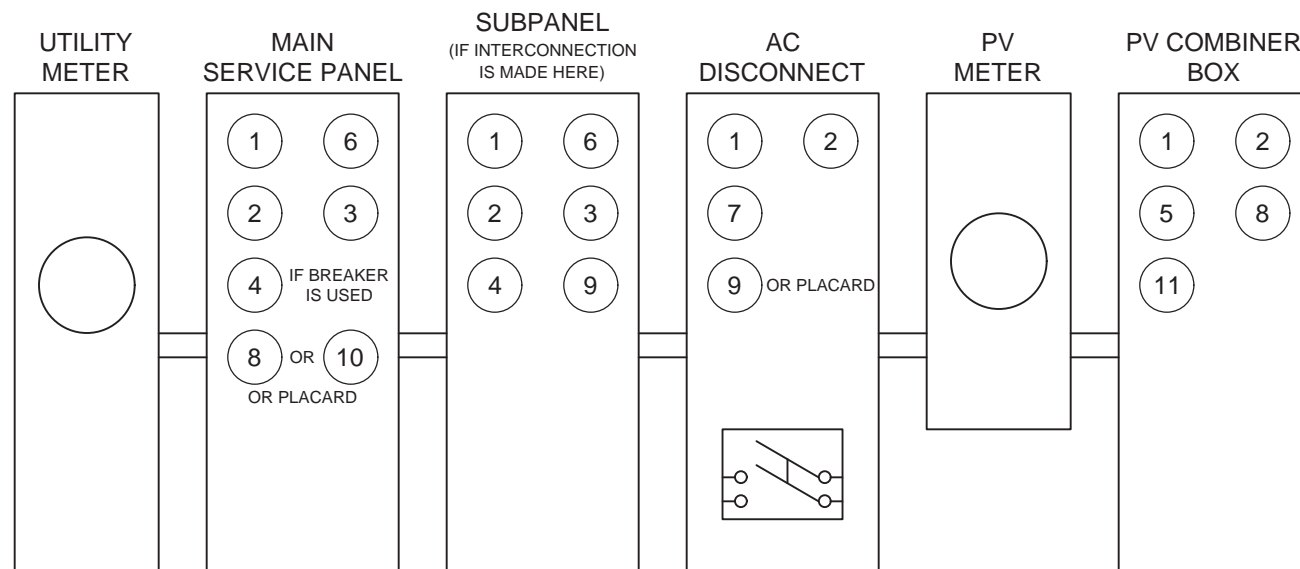 UTILITY
METER
MAIN
SERVICE PANEL
SUBPANEL
(IF INTERCONNECTION
IS MADE HERE)
AC
DISCONNECT
PV
METER
PV COMBINER
BOX
1 6
2 3
4 IF BREAKER
IS USED
8 OR 10
OR PLACARD
1 6
2 3
4 9
1 2
7
9 OR PLACARD
1 2
5 8
11